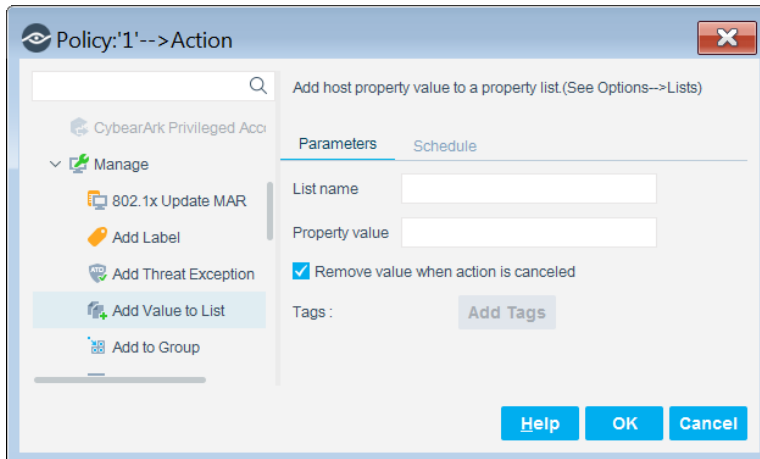 Policy:'1'-->Action
CybearArk Privileged Acco
Manage
802.1x Update MAR
Add Label
Add Threat Exception
Add Value to List
Add to Group
Add host property value to a property list.(See Options-->Lists)
Parameters Schedule
List name
Property value
Remove value when action is canceled
Tags : Add Tags
Help OK Cancel